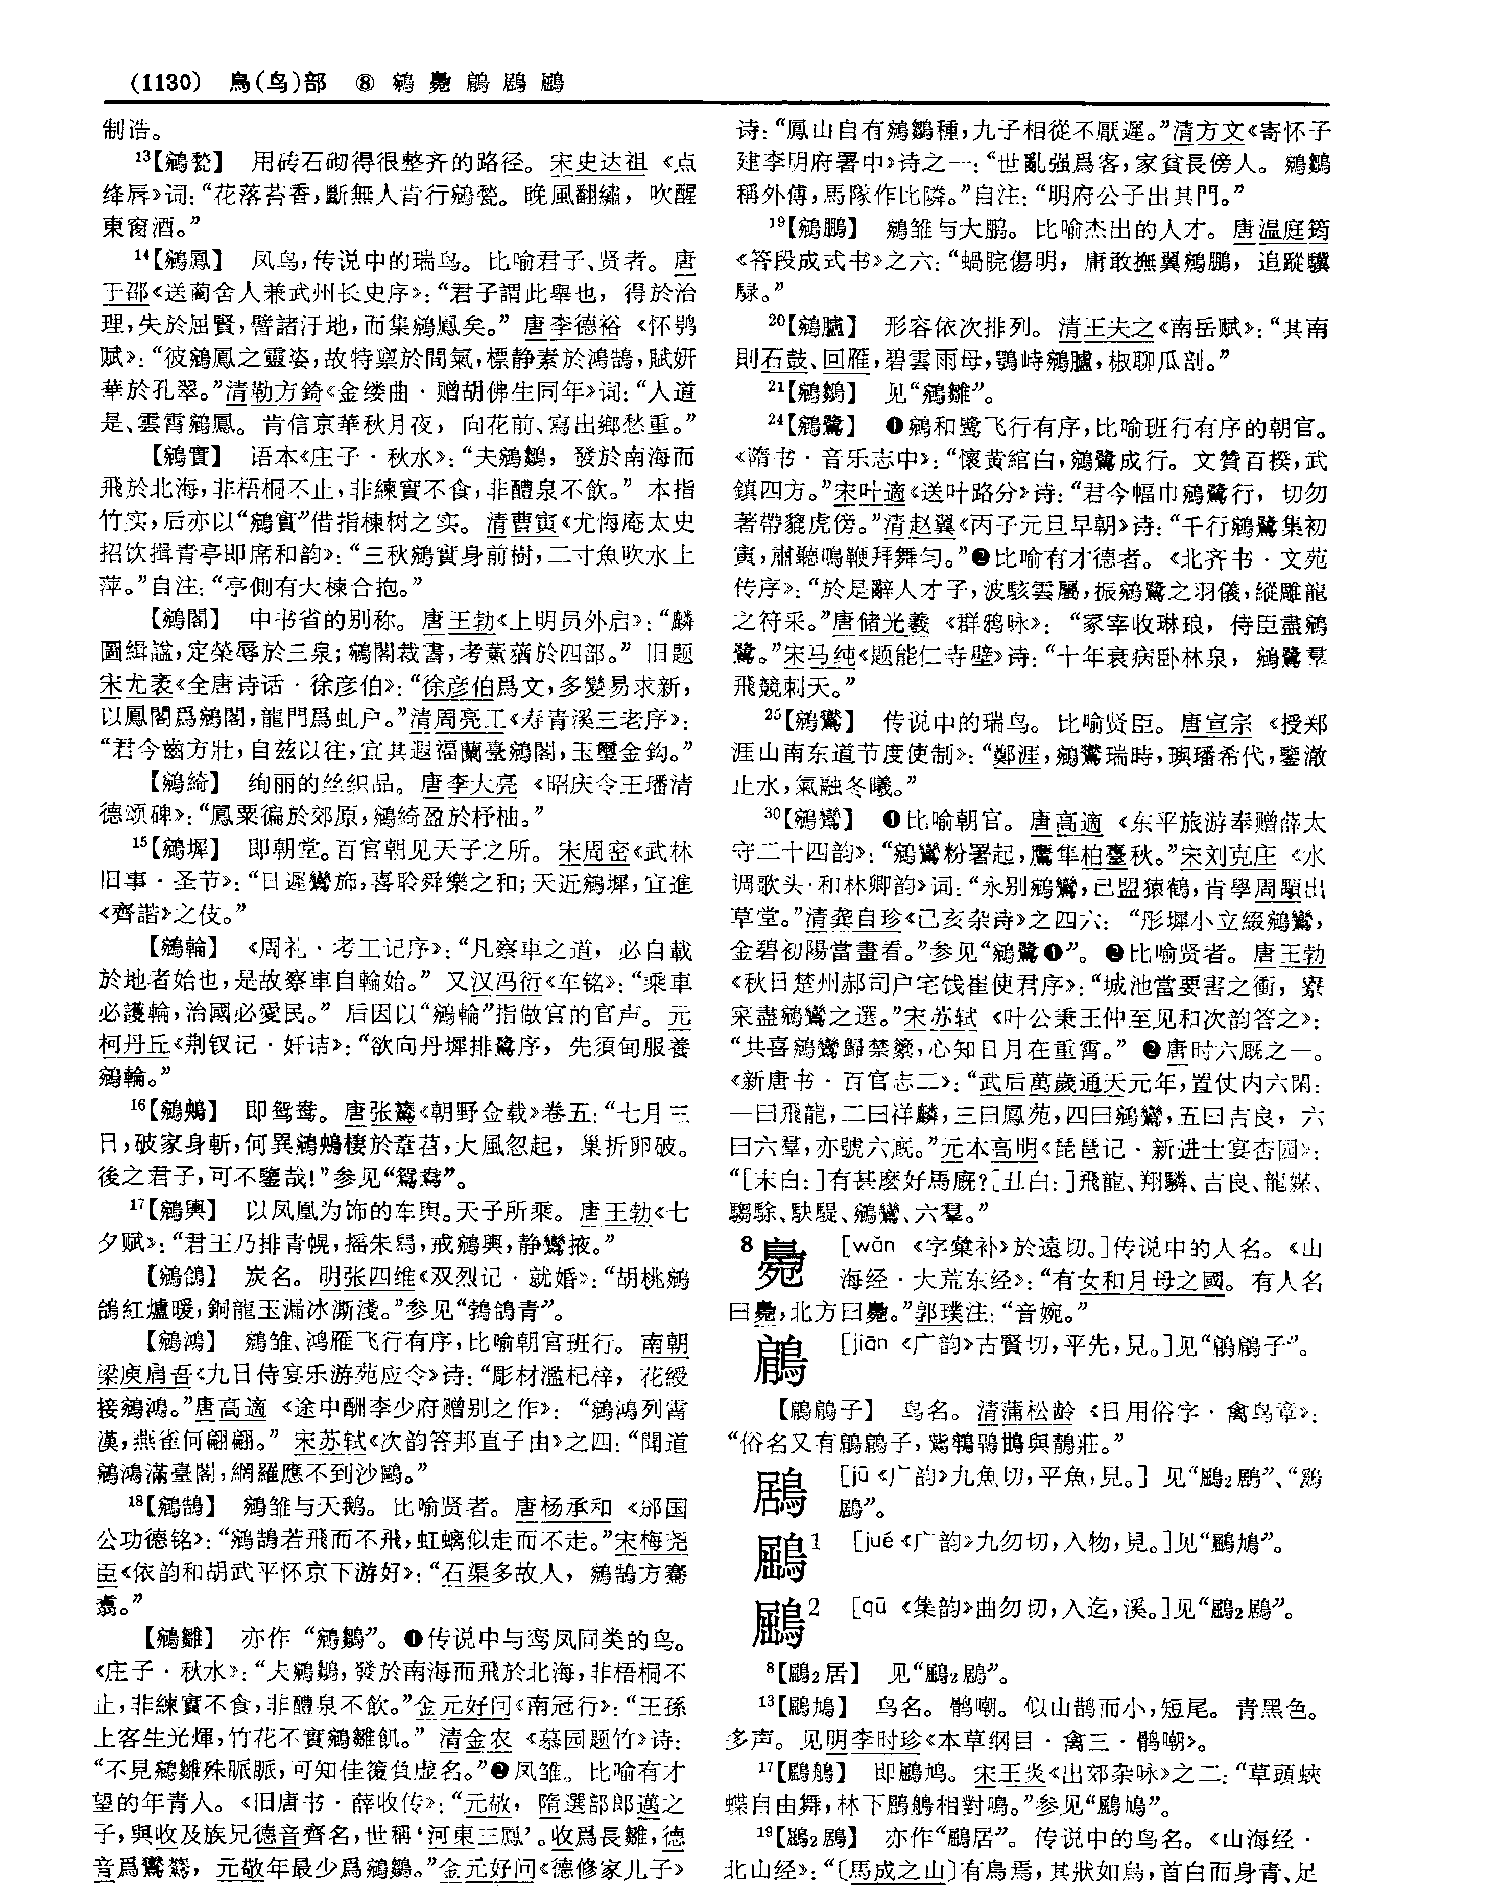 (1130) 鳥(鸟)部 ⑧ 鵷 鳧 鵳 鶋 鶌
制造。
13【鵷甃】 用砖石砌得很整齐的路径。宋史达祖《点
绛唇》词:“花落苔香,斷無人肯行鵷甃。晚風翻繡,吹醒
東窗酒。”
14【鵷鳳】 凤鸟,传说中的瑞鸟。比喻君子、贤者。唐
于邵《送蔺舍人兼武州长史序》:“君子謂此舉也,得於治
理,失於屈賢,譬諸汙地,而集鵷鳳矣。”唐李德裕《怀鸮
赋》:“彼鵷鳳之靈姿,故特禀於間氣,標静素於鴻鵠,賦妍
華於孔翠。”清勒方錡《金缕曲·赠胡佛生同年》词:“人道
是、雲霄鵷鳳。肯信京華秋月夜,向花前、寫出鄉愁重。”
【鵷實】 语本《庄子·秋水》:“夫鵷鶵,發於南海而
飛於北海,非梧桐不止,非練實不食,非醴泉不飲。”本指
竹实,后亦以“鵷實”借指楝树之实。清曹寅《尤悔庵太史
招饮揖青亭即席和韵》:“三秋鵷實身前樹,二寸魚吹水上
萍。”自注:“亭側有大楝合抱。”
【鵷閣】 中书省的别称。唐王勃《上明员外启》:“麟
圖緝謐,定榮辱於三泉;鵷閣裁書,考薰蕕於四部。”旧题
宋尤袤《全唐诗话·徐彦伯》:“徐彦伯爲文,多變易求新,
以鳳閣爲鵷閣,龍門爲虬户。”清周亮工《寿青溪三老序》:
“君今齒方壯,自兹以往,宜其遐福蘭臺鵷閣,玉璽金鈎。”
【鵷綺】 绚丽的丝织品。唐李大亮《昭庆令王璠清
德颂碑》:“鳳粟徧於郊原,鵷綺盈於杼柚。”
15【鵷墀】 即朝堂。百官朝见天子之所。宋周密《武林
旧事·圣节》:“日遲鸞旆,喜聆舜樂之和;天近鵷墀,宜進
《齊諧》之伎。”
【鵷輪】 《周礼·考工记序》:“凡察車之道,必自載
於地者始也,是故察車自輪始。”又汉冯衍《车铭》:“乘車
必護輪,治國必愛民。”后因以“鵷輪”指做官的官声。元
柯丹丘《荆钗记·奸诘》:“欲向丹墀排鷺序,先須甸服養
鵷輪。”
16【鵷鴢】 即鸳鸯。唐张鷟《朝野佥载》卷五:“七月三
日,破家身斬,何異鵷鴢棲於葦苕,大風忽起,巢折卵破。
後之君子,可不鑒哉!”参见“鴛鴦”。
17【鵷輿】 以凤凰为饰的车舆。天子所乘。唐王勃《七
夕赋》:“君王乃排青幌,摇朱舄,戒鵷輿,静鸞掖。”
【鵷鴿】 炭名。明张四维《双烈记·就婚》:“胡桃鵷
鴿紅爐暖,銅龍玉漏冰澌淺。”参见“鵓鴿青”。
【鵷鴻】 鵷雏、鸿雁飞行有序,比喻朝官班行。南朝
梁庾肩吾《九日侍宴乐游苑应令》诗:“彫材濫杞梓,花綬
接鵷鴻。”唐高適《途中酬李少府赠别之作》:“鵷鴻列霄
漢,燕雀何翩翩。”宋苏轼《次韵答邦直子由》之四:“聞道
鵷鴻滿臺閣,網羅應不到沙鷗。”
18【鵷鵠】 鵷雏与天鹅。比喻贤者。唐杨承和《邠国
公功德铭》:“鵷鵠若飛而不飛,虹螭似走而不走。”宋梅尧
臣《依韵和胡武平怀京下游好》:“石渠多故人,鵷鵠方騫
翥。”
【鵷雛】 亦作“鵷鶵”。❶传说中与鸾凤同类的鸟。
《庄子·秋水》:“夫鵷鶵,發於南海而飛於北海,非梧桐不
止,非練實不食,非醴泉不飲。”金元好问《南冠行》:“王孫
上客生光煇,竹花不實鵷雛飢。”清金农《慕园题竹》诗:
“不見鵷雛殊脈脈,可知佳篴負虚名。”❷凤雏。比喻有才
望的年青人。《旧唐书·薛收传》:“元敬,隋選部郎邁之
子,與收及族兄德音齊名,世稱‘河東三鳳’。收爲長雛,德
音爲鸑鷟,元敬年最少爲鵷鶵。”金元好问《德修家儿子》
诗:“鳳山自有鵷鶵種,九子相從不厭遲。”清方文《寄怀子
建李明府署中》诗之一:“世亂强爲客,家貧長傍人。鵷鶵
稱外傅,馬隊作比隣。”自注:“明府公子出其門。”
19【鵷鵬】 鵷雏与大鹏。比喻杰出的人才。唐温庭筠
《答段成式书》之六:“蝸睆傷明,庸敢撫翼鵷鵬,追蹤驥
騄。”
20【鵷臚】 形容依次排列。清王夫之《南岳赋》:“其南
則石鼓、回雁,碧雲雨母,鶚峙鵷臚,椒聊瓜剖。”
21【鵷鶵】 见“鵷雛”。
24【鵷鷺】 ❶鹓和鹭飞行有序,比喻班行有序的朝官。
《隋书·音乐志中》:“懷黄綰白,鵷鷺成行。文贊百揆,武
鎮四方。”宋叶適《送叶路分》诗:“君今幅巾鵷鷺行,切勿
著帶貔虎傍。”清赵翼《丙子元旦早朝》诗:“千行鵷鷺集初
寅,肅聽鳴鞭拜舞匀。”❷比喻有才德者。《北齐书·文苑
传序》:“於是辭人才子,波駭雲屬,振鵷鷺之羽儀,縱雕龍
之符采。”唐储光羲《群鸦咏》:“冢宰收琳琅,侍臣盡鵷
鷺。”宋马纯《题能仁寺壁》诗:“十年衰病卧林泉,鵷鷺羣
飛競刺天。”
25【鵷鸑】 传说中的瑞鸟。比喻贤臣。唐宣宗《授郑
涯山南东道节度使制》:“鄭涯,鵷鸑瑞時,璵璠希代,鑒澈
止水,氣融冬曦。”
30【鵷鸞】 ❶比喻朝官。唐高適《东平旅游奉赠薛太
守二十四韵》:“鵷鸞粉署起,鷹隼柏臺秋。”宋刘克庄《水
调歌头·和林卿韵》词:“永别鵷鸞,已盟猿鹤,肯學周顒出
草堂。”清龚自珍《己亥杂诗》之四六:“彤墀小立綴鵷鸞,
金碧初陽當畫看。”参见“鵷鷺❶”。❷比喻贤者。唐王勃
《秋日楚州郝司户宅饯崔使君序》:“城池當要害之衝,寮
寀盡鵷鸞之選。”宋苏轼《叶公秉王仲至见和次韵答之》:
“共喜鵷鸞歸禁籞,心知日月在重霄。”❷唐时六厩之一。
《新唐书·百官志二》:“武后萬歲通天元年,置仗内六閑:
一曰飛龍,二曰祥麟,三曰鳳苑,四曰鵷鸞,五曰吉良,六
曰六羣,亦號六廐。”元本高明《琵琶记·新进士宴杏园》:
“[末白:]有甚麽好馬廐?[丑白:]飛龍、翔麟、吉良、龍媒、
騶駼、駃騠、鵷鸞、六羣。”
8 [wǎn 《字彙补》於遠切。]传说中的人名。《山
海经·大荒东经》:“有女和月母之國。有人名
曰,北方曰。”郭璞注:“音婉。”
鵳 [jiān 《广韵》古賢切,平先,見。]见“鵳鵳子”。
【鵳鵳子】 鸟名。清蒲松龄《日用俗字·禽鸟章》:
“俗名又有鵳鵳子,鴽鵯鴞鵙與鶄莊。”
鶋 [jū 《广韵》九魚切,平魚,見。] 见“鶌2鶋”、“鷄
鶋”。
鶌1 [jué 《广韵》九勿切,入物,見。]见“鶌鳩”。
鶌2 [qū 《集韵》曲勿切,入迄,溪。]见“鶌2鶋”。
8【鶌2居】 见“鶌2鶋”。
13【鶌鳩】 鸟名。鹘嘲。似山鹊而小,短尾。青黑色。
多声。见明李时珍《本草纲目·禽三·鹘嘲》。
17【鶌鵃】 即鶌鸠。宋王炎《出郊杂咏》之二:“草頭蛺
蝶自由舞,林下鶌鵃相對鳴。”参见“鶌鳩”。
19【鶌2鶋】 亦作“鶌居”。传说中的鸟名。《山海经·
北山经》:“〔馬成之山〕有鳥焉,其狀如烏,首白而身青、足